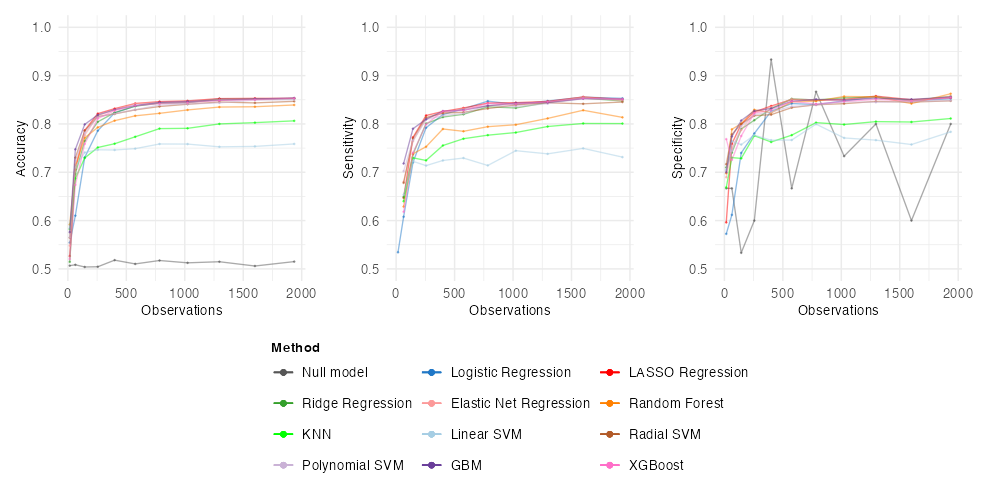 1.0
0.9
0.8
0.7
0.6
0.5
Accuracy
0 500 1000 1500 2000
Observations
1.0
0.9
0.8
0.7
0.6
0.5
Sensitivity
0 500 1000 1500 2000
Observations
1.0
0.9
0.8
0.7
0.6
0.5
Specificity
0 500 1000 1500 2000
Observations
Method
Null model Logistic Regression LASSO Regression
Ridge Regression Elastic Net Regression Random Forest
KNN Linear SVM Radial SVM
Polynomial SVM GBM XGBoost